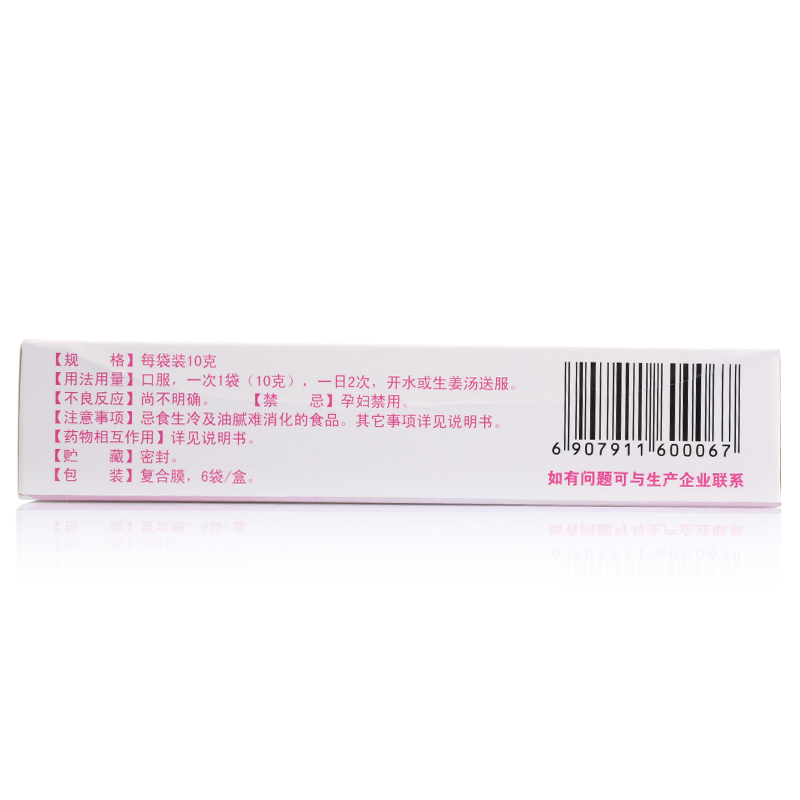 【规　　格】每袋装10克
【用法用量】口服，一次1袋（10克），一日2次，开水或生姜汤送服。
【不良反应】尚不明确。　【禁　　忌】孕妇禁用。
【注意事项】忌食生冷及油腻难消化的食品。其它事项详见说明书。
【药物相互作用】详见说明书。
【贮　　藏】密封。
【包　　装】复合膜，6袋/盒。
6 907911 600067
如有问题可与生产企业联系